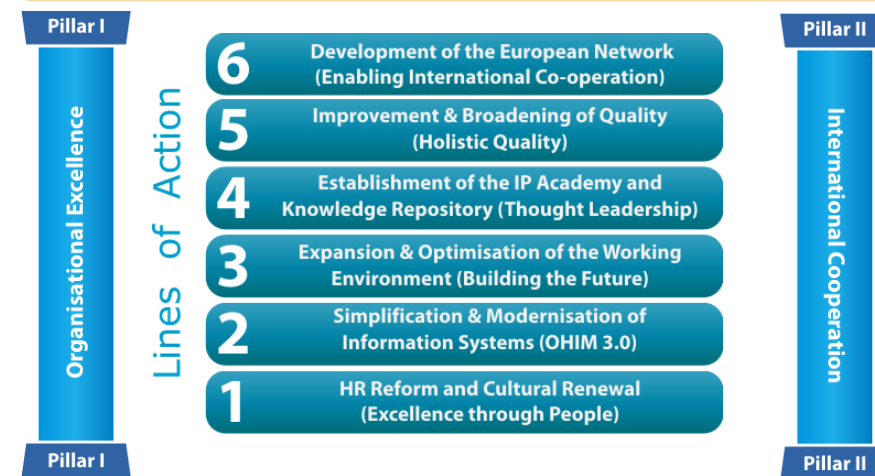 Pillar I
Pillar II
Organisational Excellence
Lines of Action
6
Development of the European Network
(Enabling International Co-operation)
5
Improvement & Broadening of Quality
(Holistic Quality)
4
Establishment of the IP Academy and
Knowledge Repository (Thought Leadership)
3
Expansion & Optimisation of the Working
Environment (Building the Future)
2
Simplification & Modernisation of
Information Systems (OHIM 3.0)
1
HR Reform and Cultural Renewal
(Excellence through People)
International Cooperation
Pillar I
Pillar II